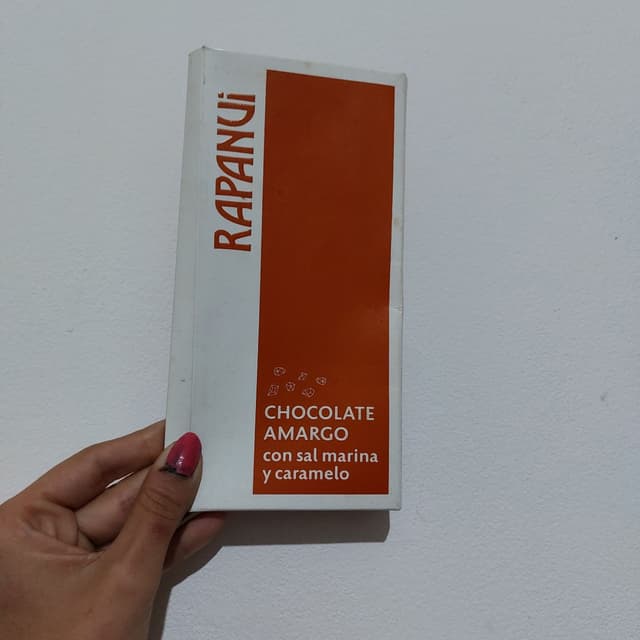 RAPANUi
CHOCOLATE
AMARGO
con sal marina
y caramelo